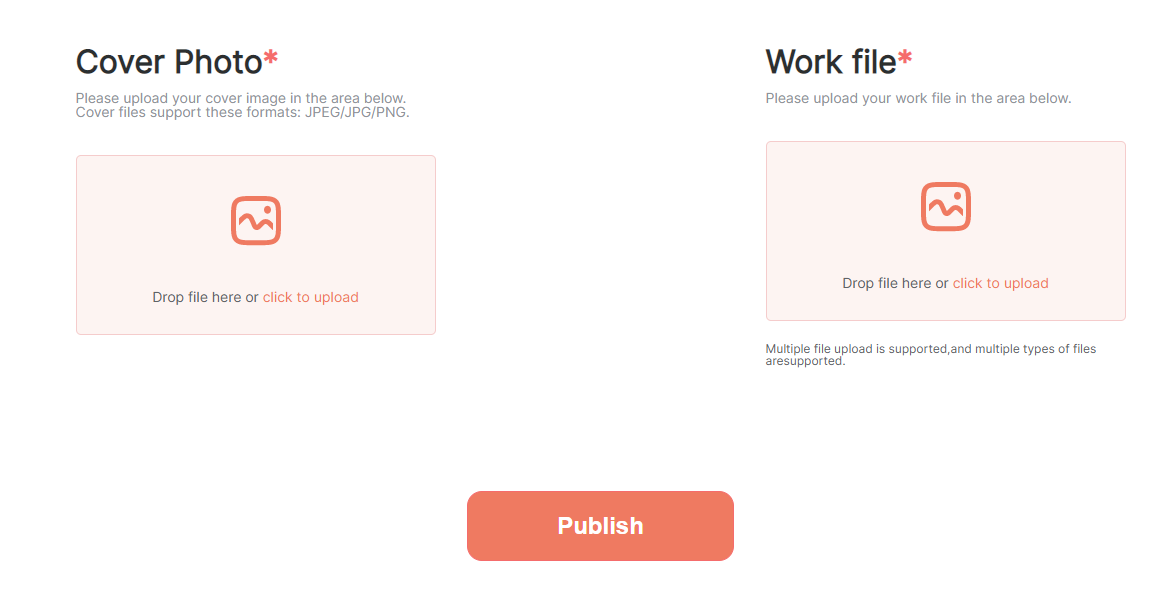 Cover Photo*
Please upload your cover image in the area below.
Cover files support these formats: JPEG/JPG/PNG.
Drop file here or click to upload
Work file*
Please upload your work file in the area below.
Drop file here or click to upload
Multiple file upload is supported,and multiple types of files
aresupported.
Publish